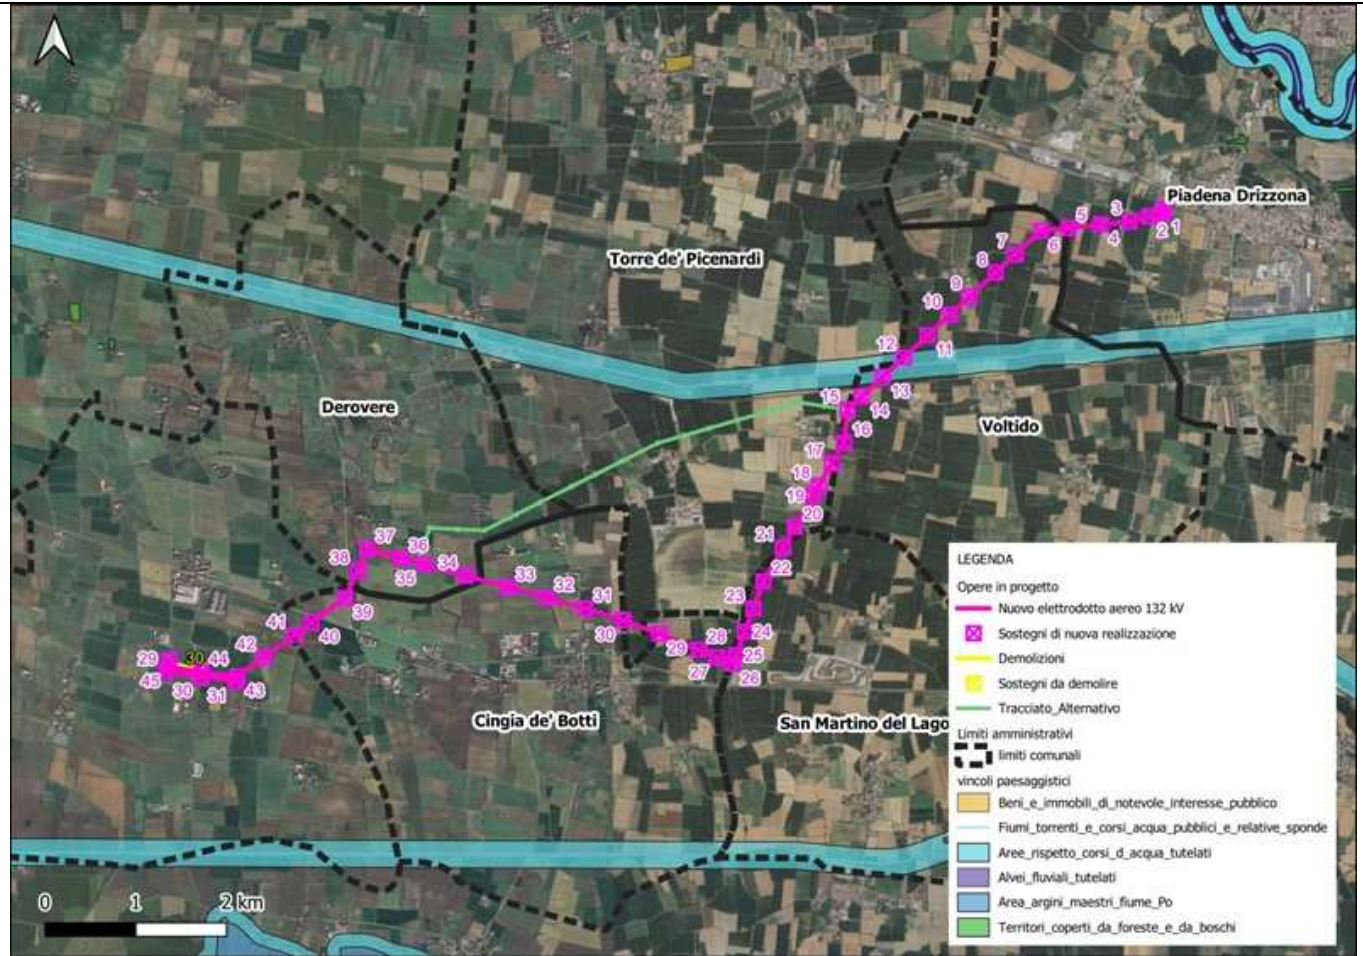 Piadena Drizzona
3
5
1
2
4
7
6
Torre de' Picenardi
8
9
10
12
11
13
Derovere
15
14
Voltido
16
17
18
19
20
37
21
36
38
34
22
35
33
32
31
23
39
41
40
30
24
42
28
29
25
29
30
44
27
26
45
30
31
43
Cingia de' Botti
San Martino del Lago
LEGENDA
Opere in progetto
Nuovo elettrodotto aereo 132 kV
Sostegni di nuova realizzazione
Demolizioni
Sostegni da demolire
Tracciato_Alternativo
Limiti amministrativi
limiti comunali
vincoli paesaggistici
Beni_e_immobili_di_notevole_interesse_pubblico
Fiumi_torrenti_e_corsi_acqua_pubblici_e_relative_sponde
Aree_rispetto_corsi_d_acqua_tutelati
Alvei_fluviali_tutelati
Area_argini_maestri_fiume_Po
Territori_coperti_da_foreste_e_da_boschi
0 1 2 km